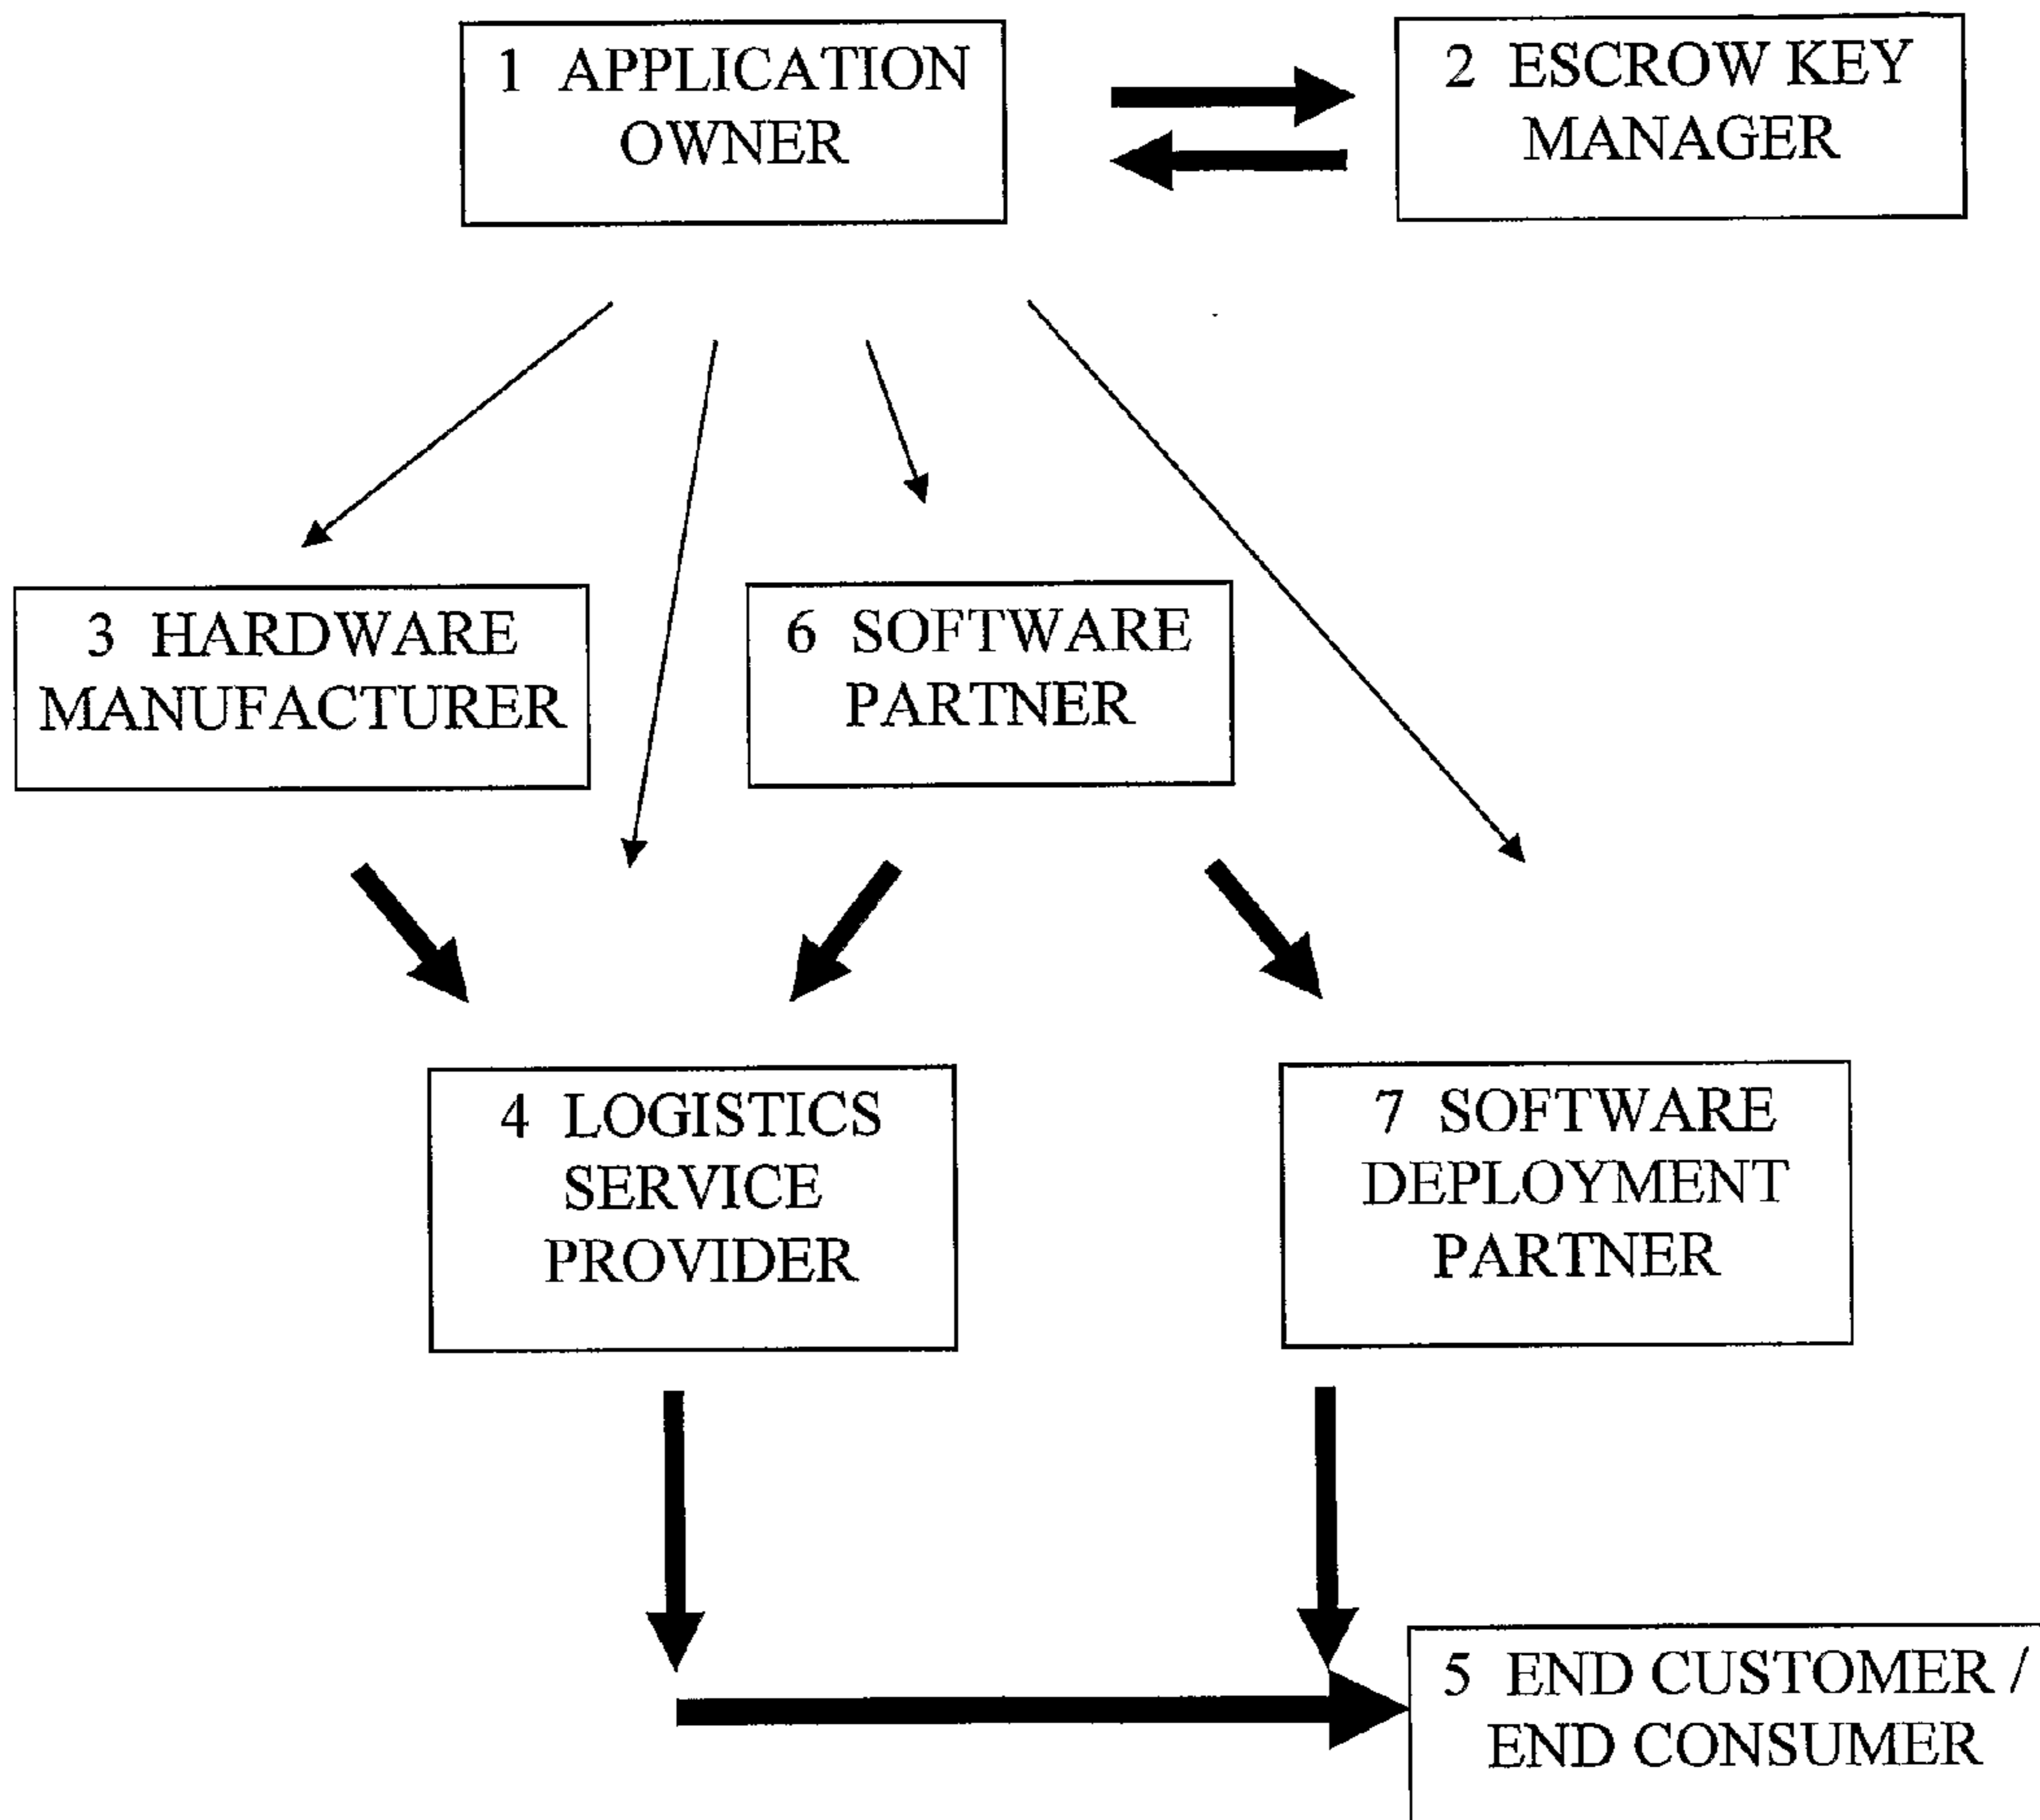 1 APPLICATION
OWNER
2 ESCROW KEY
MANAGER
3 HARDWARE
MANUFACTURER
6 SOFTWARE
PARTNER
4 LOGISTICS
SERVICE
PROVIDER
7 SOFTWARE
DEPLOYMENT
PARTNER
5 END CUSTOMER /
END CONSUMER